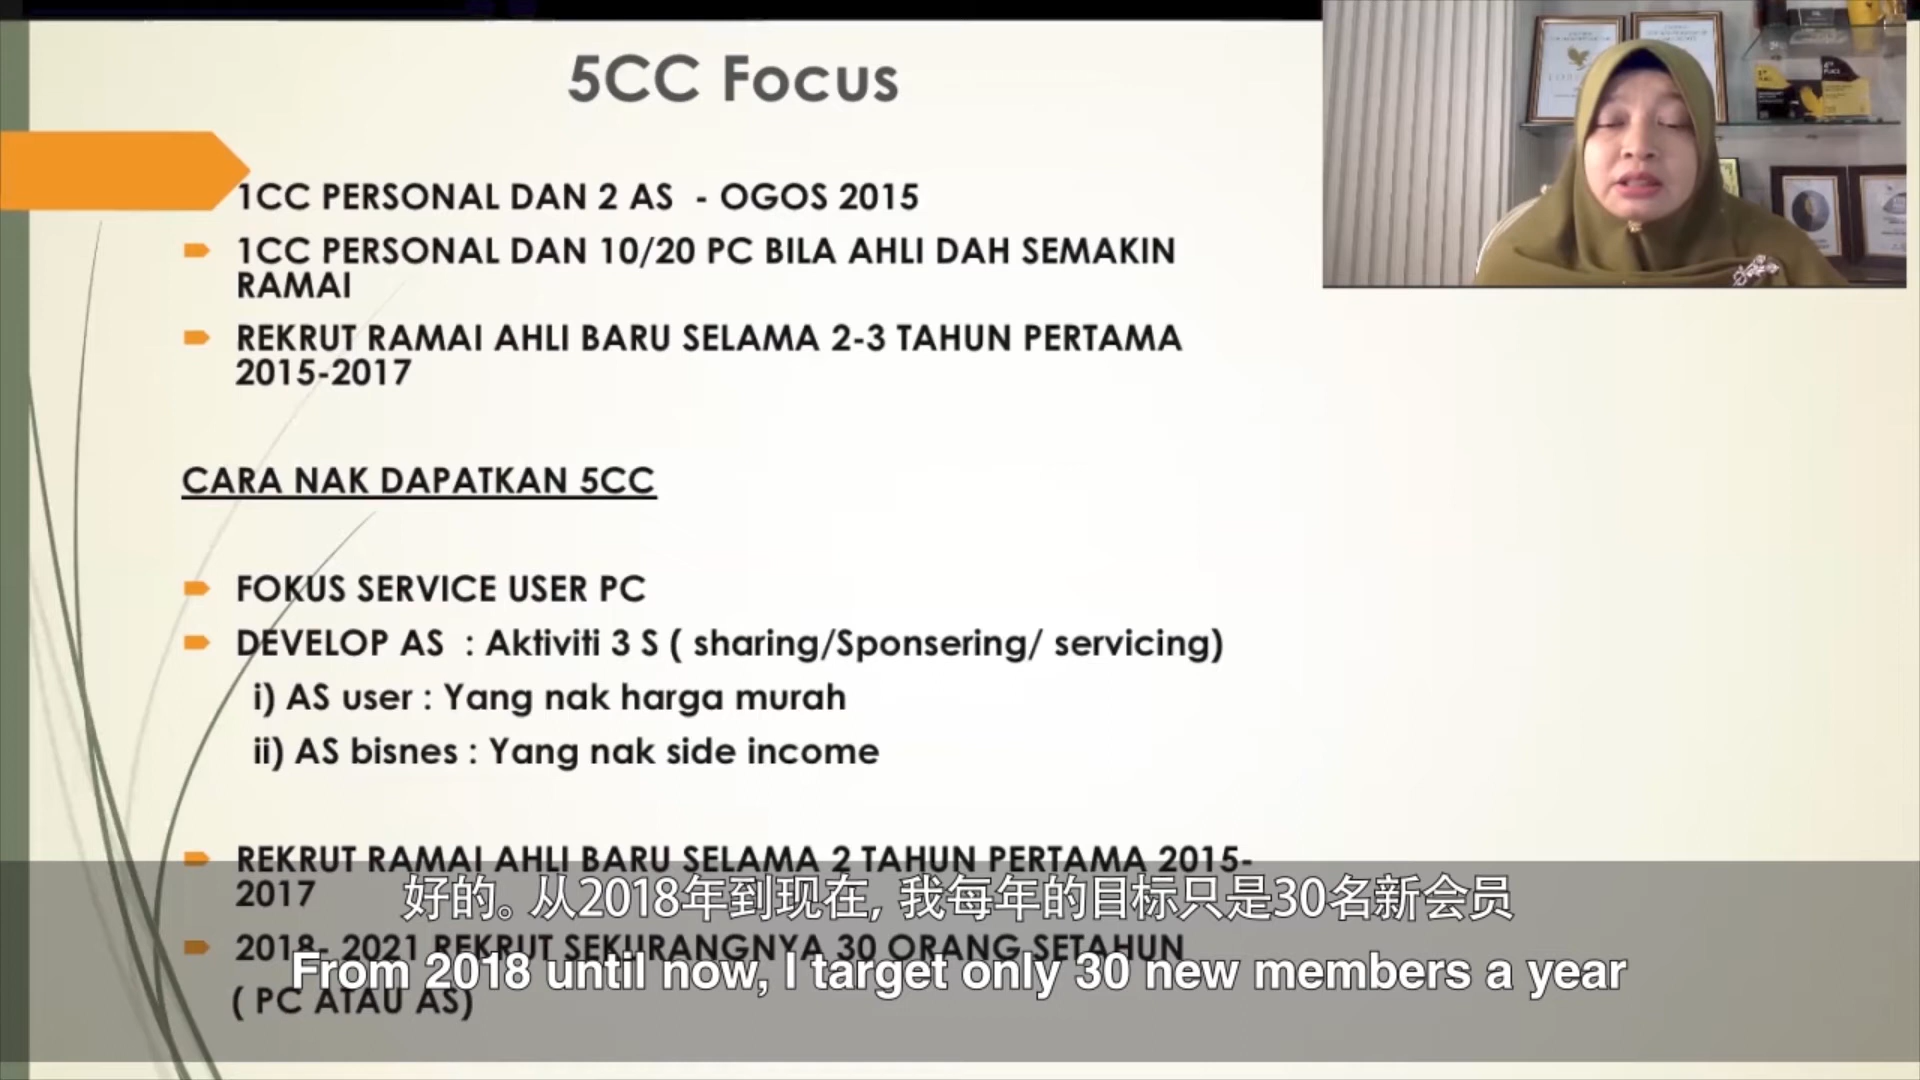 5CC Focus
1CC PERSONAL DAN 2 AS - OGOS 2015
1CC PERSONAL DAN 10/20 PC BILA AHLI DAH SEMAKIN
RAMAI
REKRUT RAMAI AHLI BARU SELAMA 2-3 TAHUN PERTAMA
2015-2017
CARA NAK DAPATKAN 5CC
FOKUS SERVICE USER PC
DEVELOP AS : Aktiviti 3 S ( sharing/Sponsering/ servicing)
i) AS user : Yang nak harga murah
ii) AS bisnes : Yang nak side income
REKRUT RAMAI AHLI BARU SELAMA 2 TAHUN PERTAMA 2015-
2017
2018- 2021 REKRUT SEKURANGNYA 30 ORANG SETAHUN
( PC ATAU AS)
好的。从2018年到现在, 我每年的目标只是30名新会员
From 2018 until now, I target only 30 new members a year